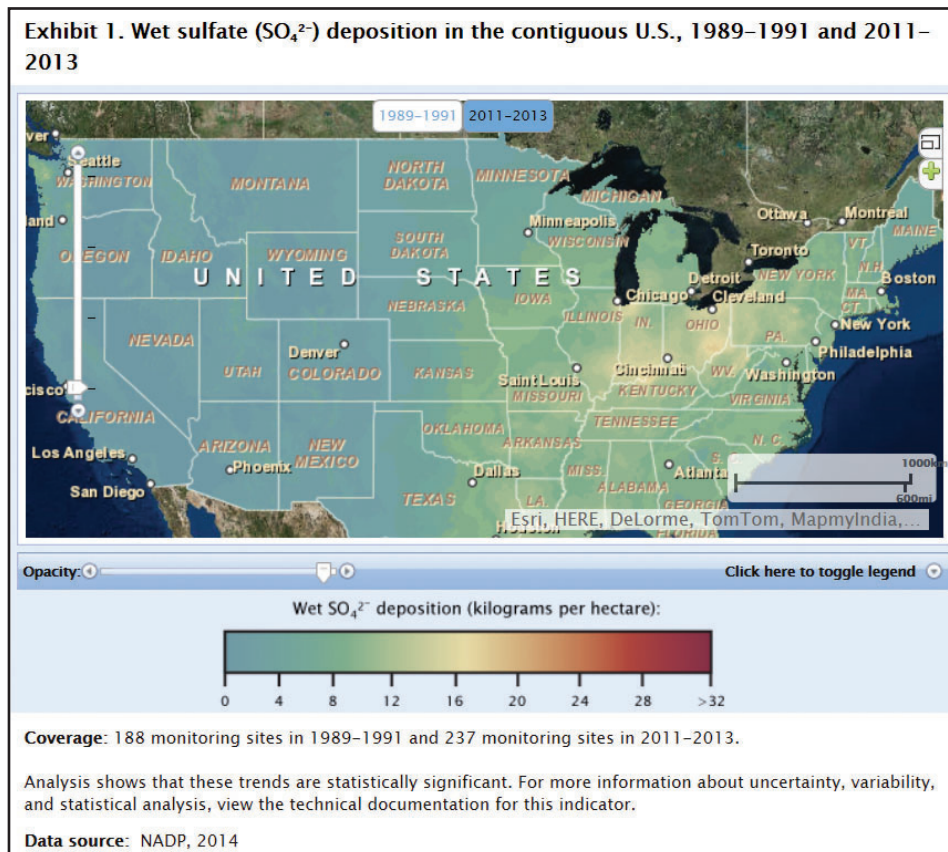 Exhibit 1. Wet sulfate (SO₄²⁻) deposition in the contiguous U.S., 1989–1991 and 2011–
2013
1989–1991 2011–2013
ver
Seattle
WASHINGTON
MONTANA
NORTH
DAKOTA
MINNESOTA
MICHIGAN
Ottawa
Montreal
MAINE
land
OREGON
IDAHO
WYOMING
SOUTH
DAKOTA
Minneapolis
WISCONSIN
Toronto
VT.
N.H.
NEW YORK
Boston
UNITED STATES
Detroit
MA.
CT.
Chicago
Cleveland
NEBRASKA
IOWA
ILLINOIS
IN.
OHIO
PA.
New York
NEVADA
Denver
UTAH
COLORADO
KANSAS
Philadelphia
Cincinnati
WV.
Washington
cisco
Saint Louis
MISSOURI
KENTUCKY
VIRGINIA
CALIFORNIA
TENNESSEE
OKLAHOMA
ARKANSAS
N. C.
Los Angeles
ARIZONA
NEW
MEXICO
Phoenix
Dallas
MISS.
Atlanta
S. C.
1000km
San Diego
TEXAS
LA.
ALABAMA
GEORGIA
600mi
Houston
FLORIDA
Esri, HERE, DeLorme, TomTom, MapmyIndia,...
Opacity:
Click here to toggle legend
Wet SO₄²⁻ deposition (kilograms per hectare):
0 4 8 12 16 20 24 28 >32
Coverage: 188 monitoring sites in 1989–1991 and 237 monitoring sites in 2011–2013.
Analysis shows that these trends are statistically significant. For more information about uncertainty, variability,
and statistical analysis, view the technical documentation for this indicator.
Data source: NADP, 2014